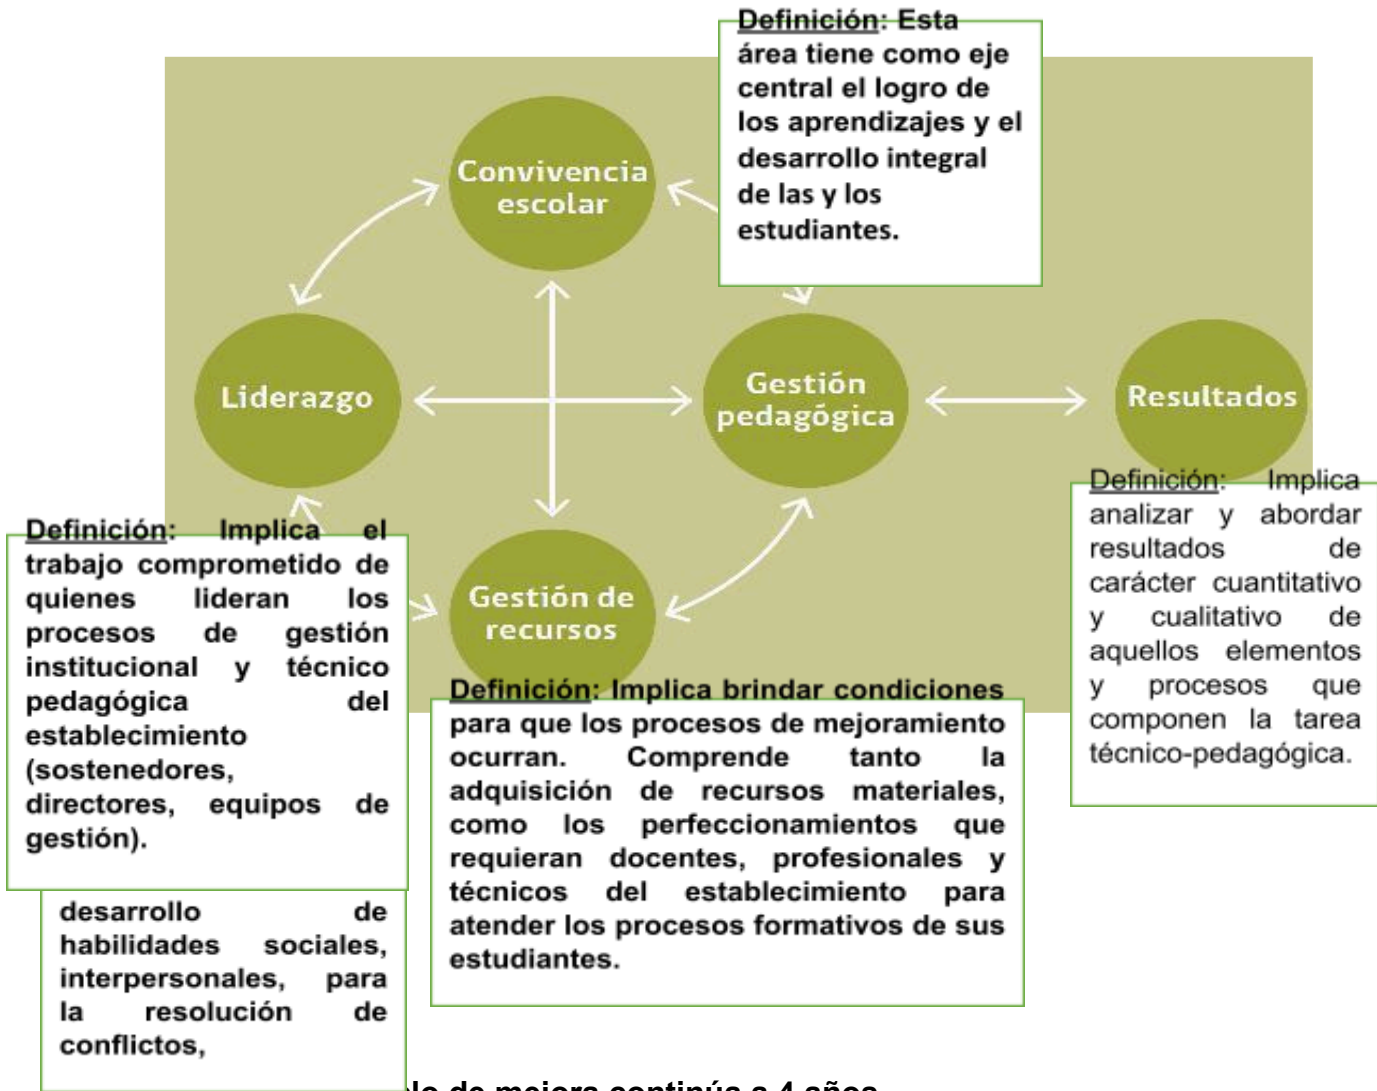 Definición: Esta
área tiene como eje
central el logro de
los aprendizajes y el
desarrollo integral
de las y los
estudiantes.
Convivencia
escolar
Liderazgo
Gestión
pedagógica
Resultados
Gestión de
recursos
Definición: Implica
analizar y abordar
resultados de
carácter cuantitativo
y cualitativo de
aquellos elementos
y procesos que
componen la tarea
técnico-pedagógica.
Definición: Implica el
trabajo comprometido de
quienes lideran los
procesos de gestión
institucional y técnico
pedagógica del
establecimiento
(sostenedores,
directores, equipos de
gestión).
Definición: Implica brindar condiciones
para que los procesos de mejoramiento
ocurran. Comprende tanto la
adquisición de recursos materiales,
como los perfeccionamientos que
requieran docentes, profesionales y
técnicos del establecimiento para
atender los procesos formativos de sus
estudiantes.
desarrollo de
habilidades sociales,
interpersonales, para
la resolución de
conflictos,
de mejora continúa a 4 años